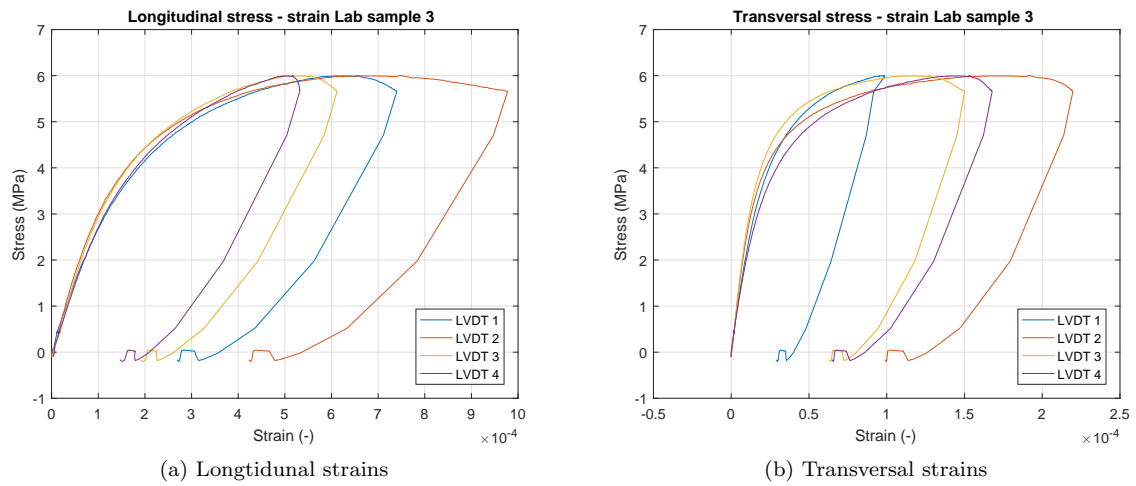 Longitudinal stress - strain Lab sample 3
7
6
5
4
3
2
1
0
-1
Stress (MPa)
LVDT 1
LVDT 2
LVDT 3
LVDT 4
0 1 2 3 4 5 6 7 8 9 10
Strain (-)
×10⁻⁴
(a) Longtidunal strains
Transversal stress - strain Lab sample 3
7
6
5
4
3
2
1
0
-1
Stress (MPa)
LVDT 1
LVDT 2
LVDT 3
LVDT 4
-0.5 0 0.5 1 1.5 2 2.5
Strain (-)
×10⁻⁴
(b) Transversal strains